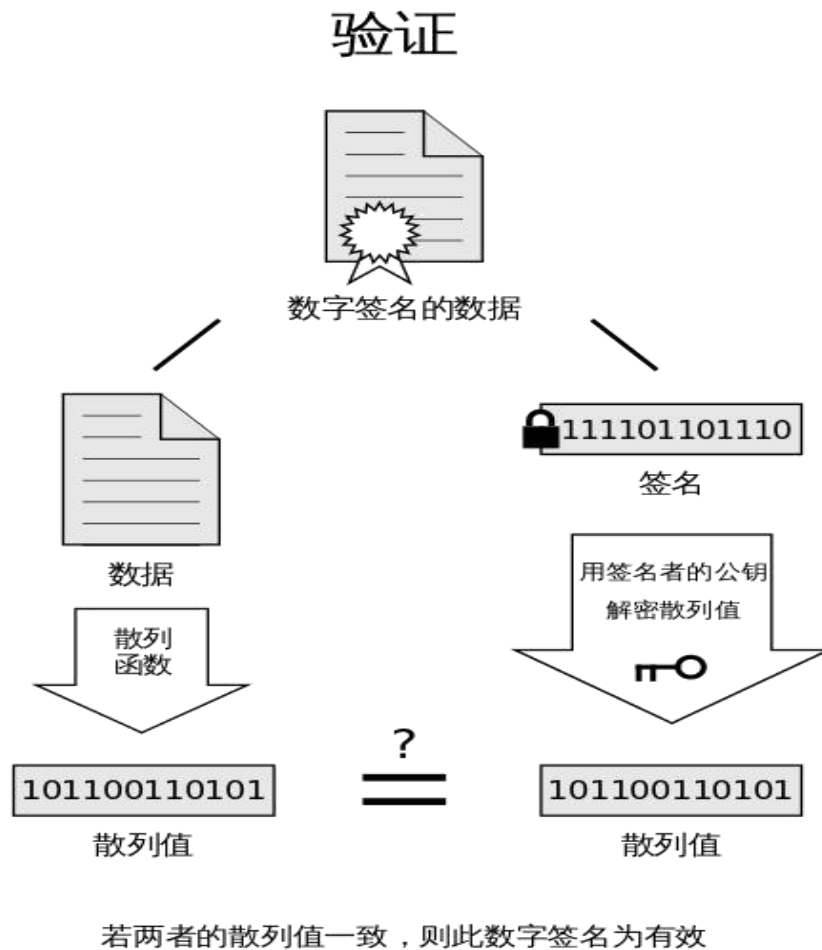 验证
数字签名的数据
111101101110
签名
数据
用签名者的公钥
解密散列值
散列
函数
?
101100110101
101100110101
散列值
散列值
若两者的散列值一致，则此数字签名为有效